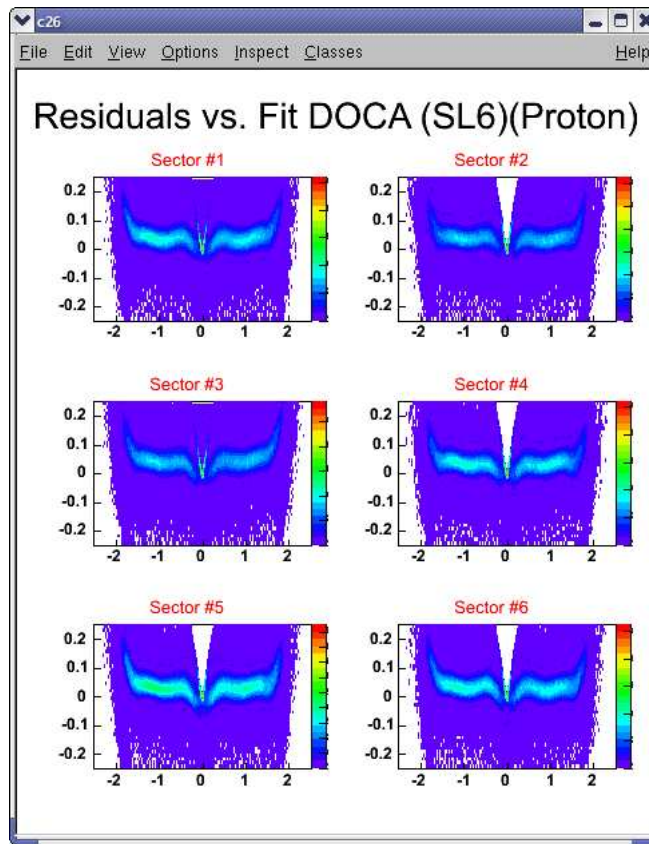 c26
File Edit View Options Inspect Classes Help
Residuals vs. Fit DOCA (SL6)(Proton)
Sector #1 Sector #2
0.2 0.2
0.1 0.1
0 0
-0.1 -0.1
-0.2 -0.2
-2 -1 0 1 2 -2 -1 0 1 2
Sector #3 Sector #4
0.2 0.2
0.1 0.1
0 0
-0.1 -0.1
-0.2 -0.2
-2 -1 0 1 2 -2 -1 0 1 2
Sector #5 Sector #6
0.2 0.2
0.1 0.1
0 0
-0.1 -0.1
-0.2 -0.2
-2 -1 0 1 2 -2 -1 0 1 2